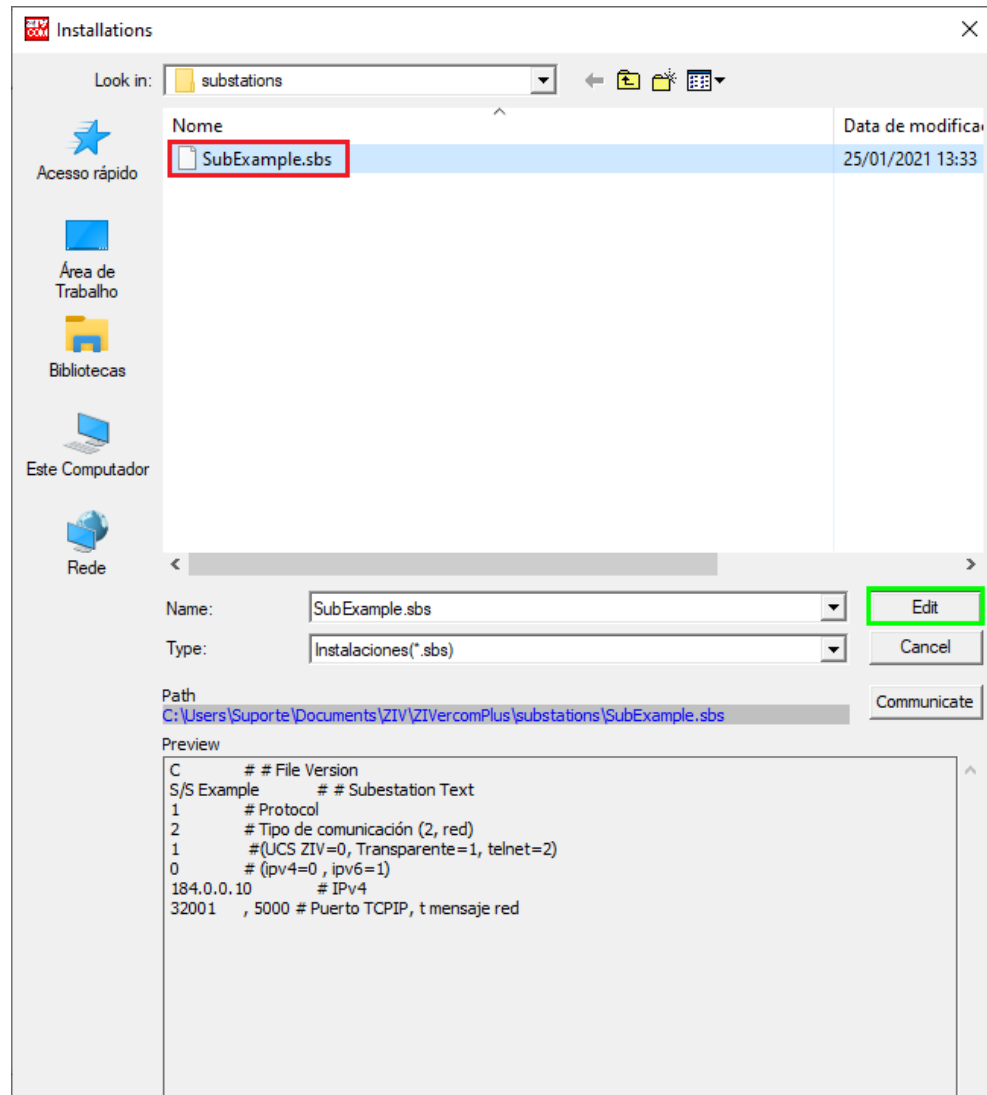 Installations
Look in: substations
Nome Data de modifica
SubExample.sbs 25/01/2021 13:33
Acesso rápido
Área de
Trabalho
Bibliotecas
Este Computador
Rede
Name: SubExample.sbs Edit
Type: Instalaciones(*.sbs) Cancel
Path
C:\Users\Suporte\Documents\ZIV\ZIVercomPlus\substations\SubExample.sbs Communicate
Preview
C # # File Version
S/S Example # # Subestation Text
1 # Protocol
2 # Tipo de comunicación (2, red)
1 #(UCS ZIV=0, Transparente=1, telnet=2)
0 # (ipv4=0 , ipv6=1)
184.0.0.10 # IPv4
32001 , 5000 # Puerto TCPIP, t mensaje red